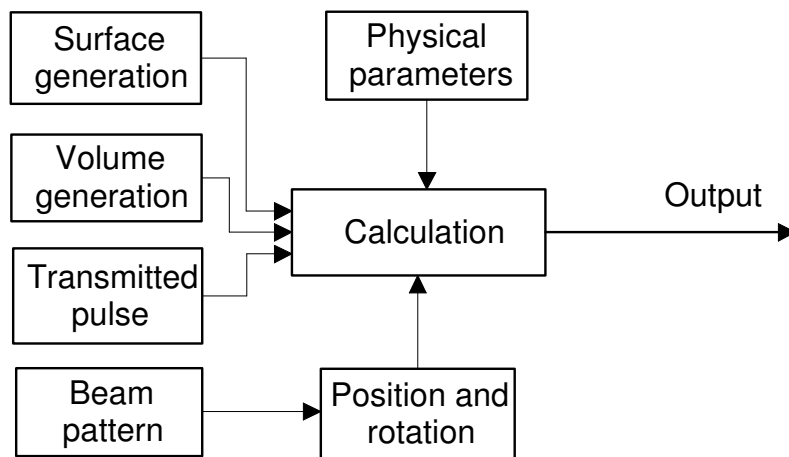 Surface
generation
Physical
parameters
Volume
generation
Calculation
Output
Transmitted
pulse
Beam
pattern
Position and
rotation